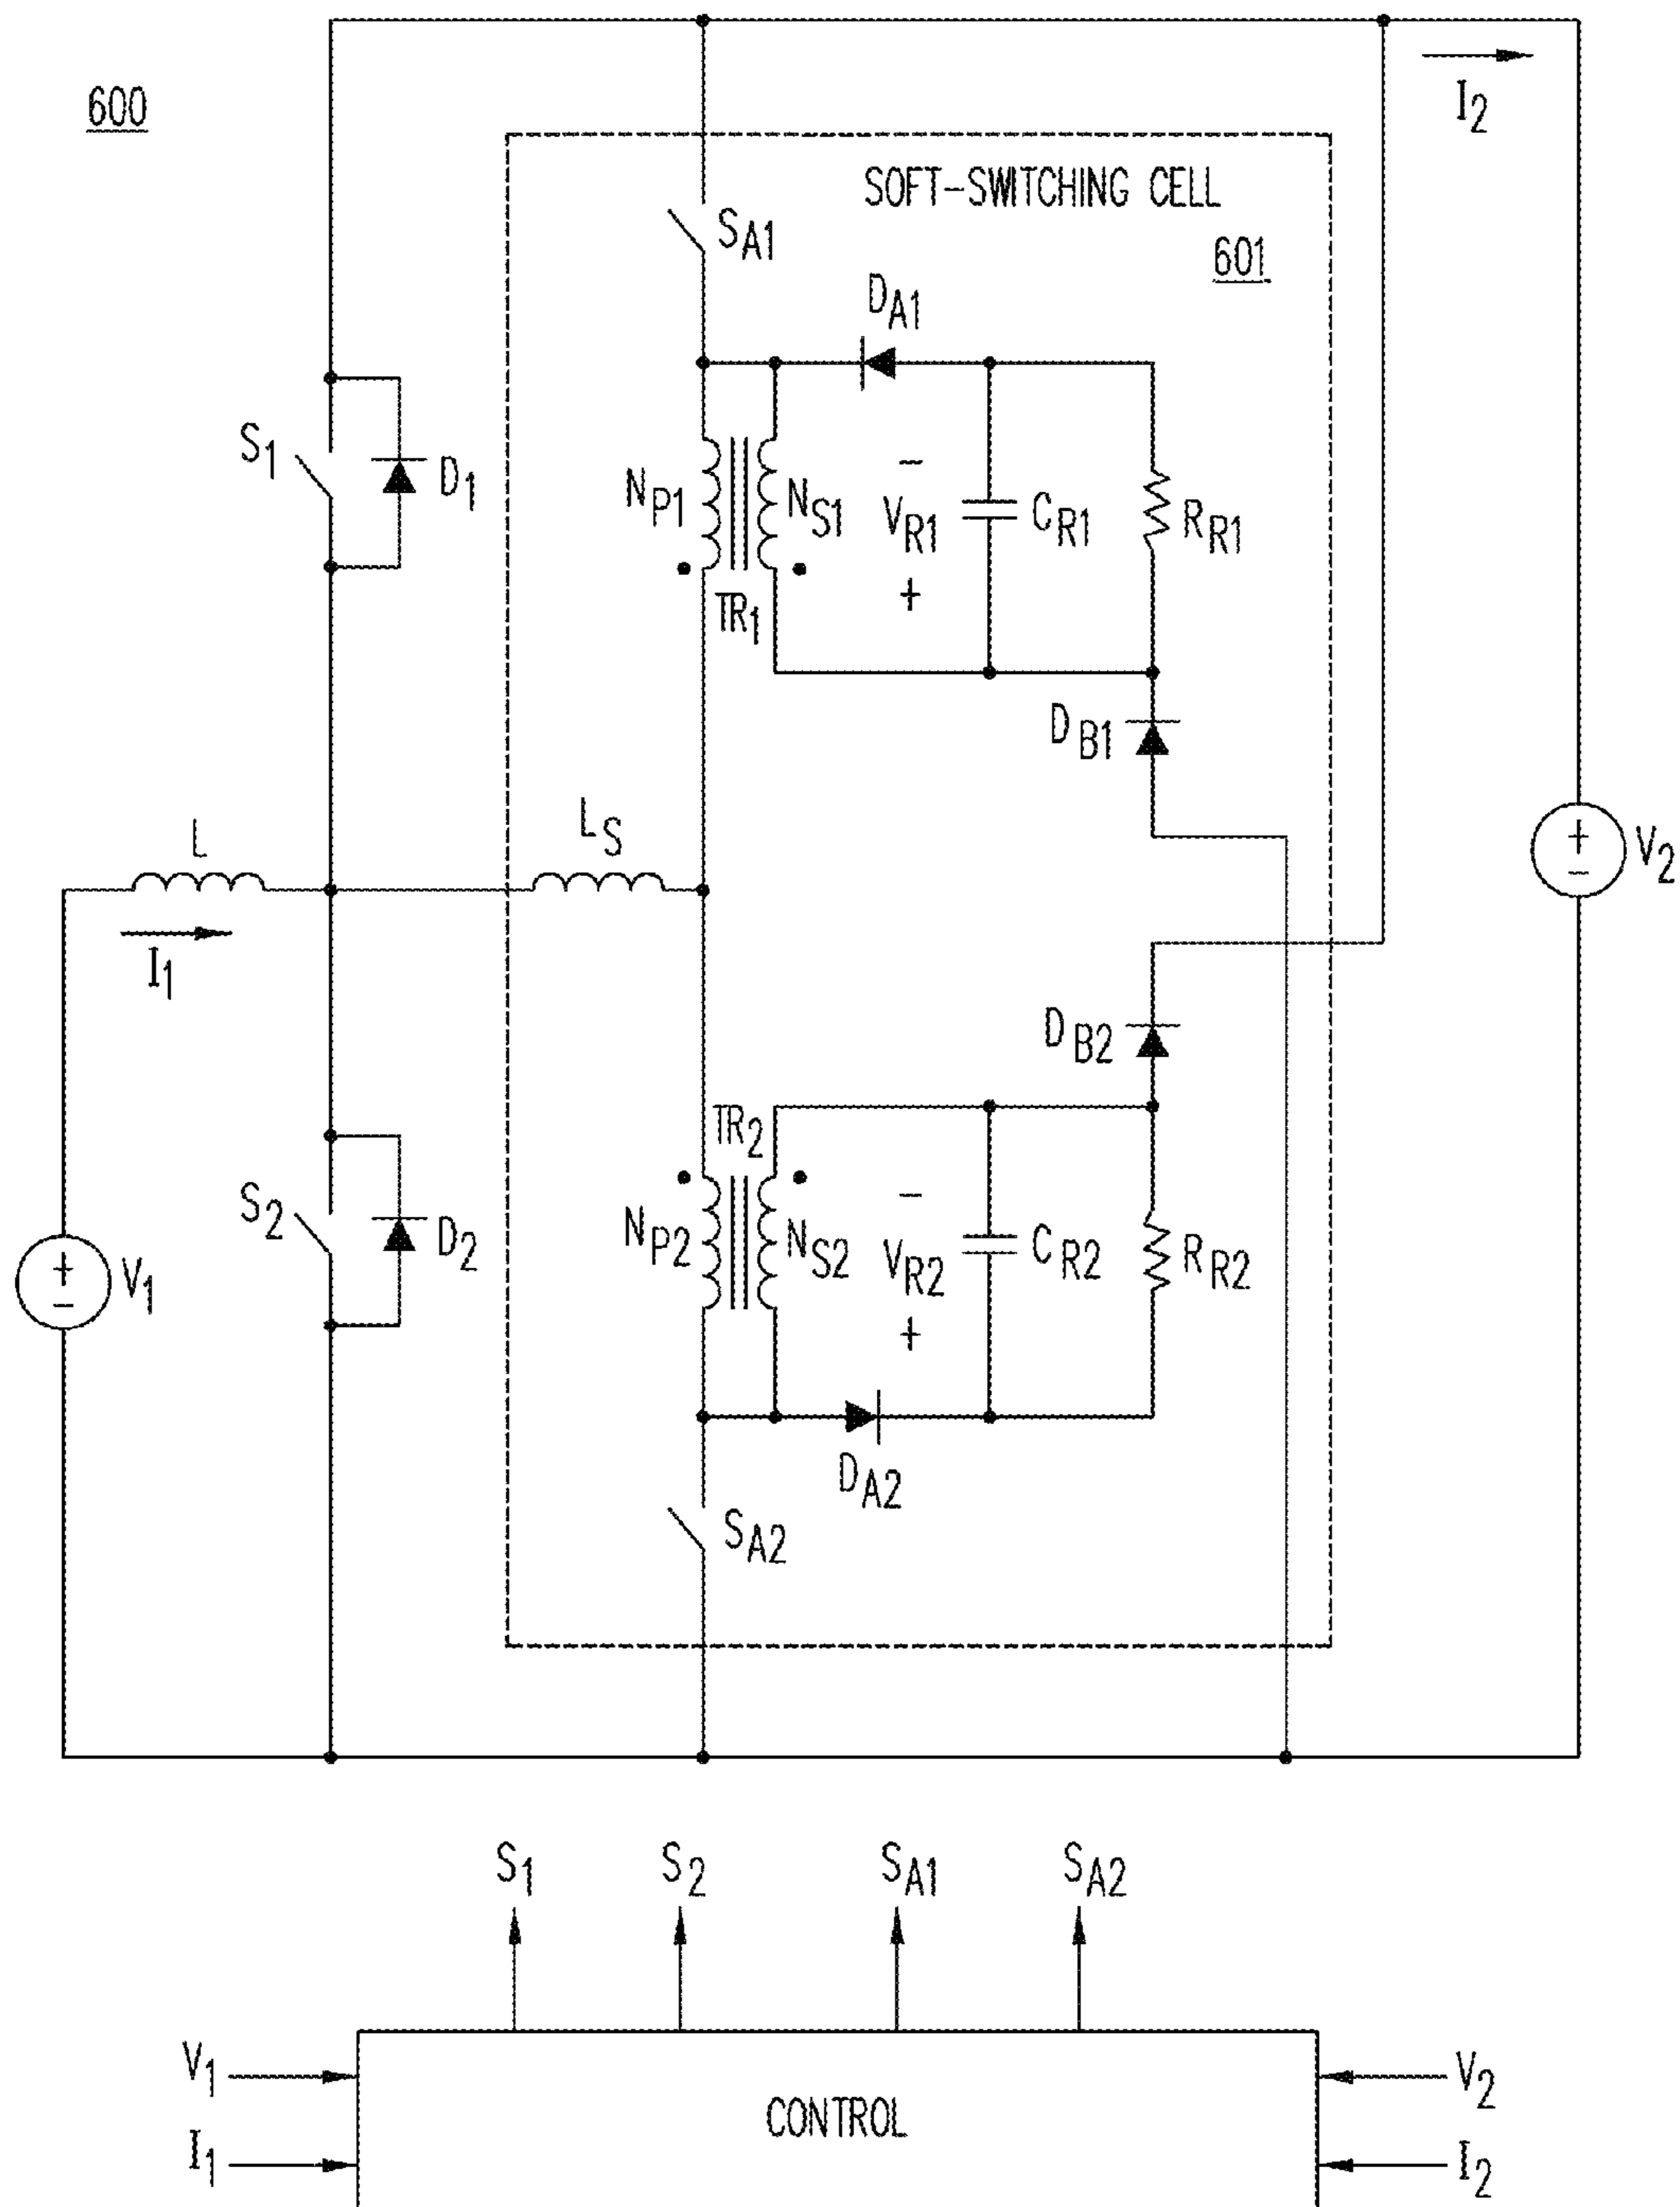 600
I2
SOFT-SWITCHING CELL
601
SA1
DA1
S1
D1
NP1
NS1
−
VR1
+
CR1
RR1
TR1
DB1
L
LS
I1
+
−
V2
DB2
TR2
S2
D2
NP2
NS2
−
VR2
+
CR2
RR2
+
−
V1
DA2
SA2
S1
S2
SA1
SA2
V1
V2
CONTROL
I1
I2